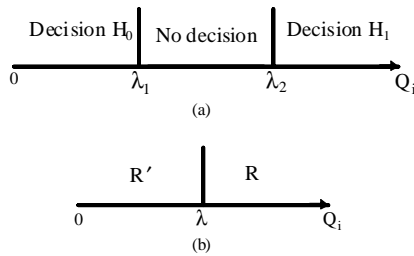 Decision H₀ No decision Decision H₁
0 λ₁ λ₂ Qᵢ
(a)
R′ R
0 λ Qᵢ
(b)